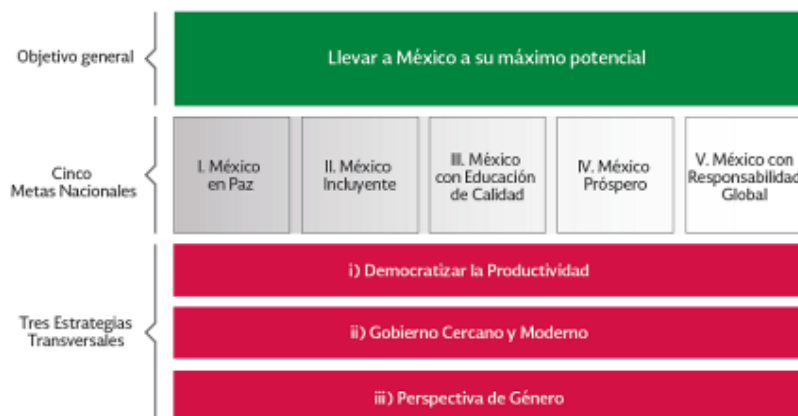 Objetivo general
Llevar a México a su máximo potencial
Cinco
Metas Nacionales
I. México
en Paz
II. México
Incluyente
III. México
con Educación
de Calidad
IV. México
Próspero
V. México con
Responsabilidad
Global
Tres Estrategias
Transversales
i) Democratizar la Productividad
ii) Gobierno Cercano y Moderno
iii) Perspectiva de Género